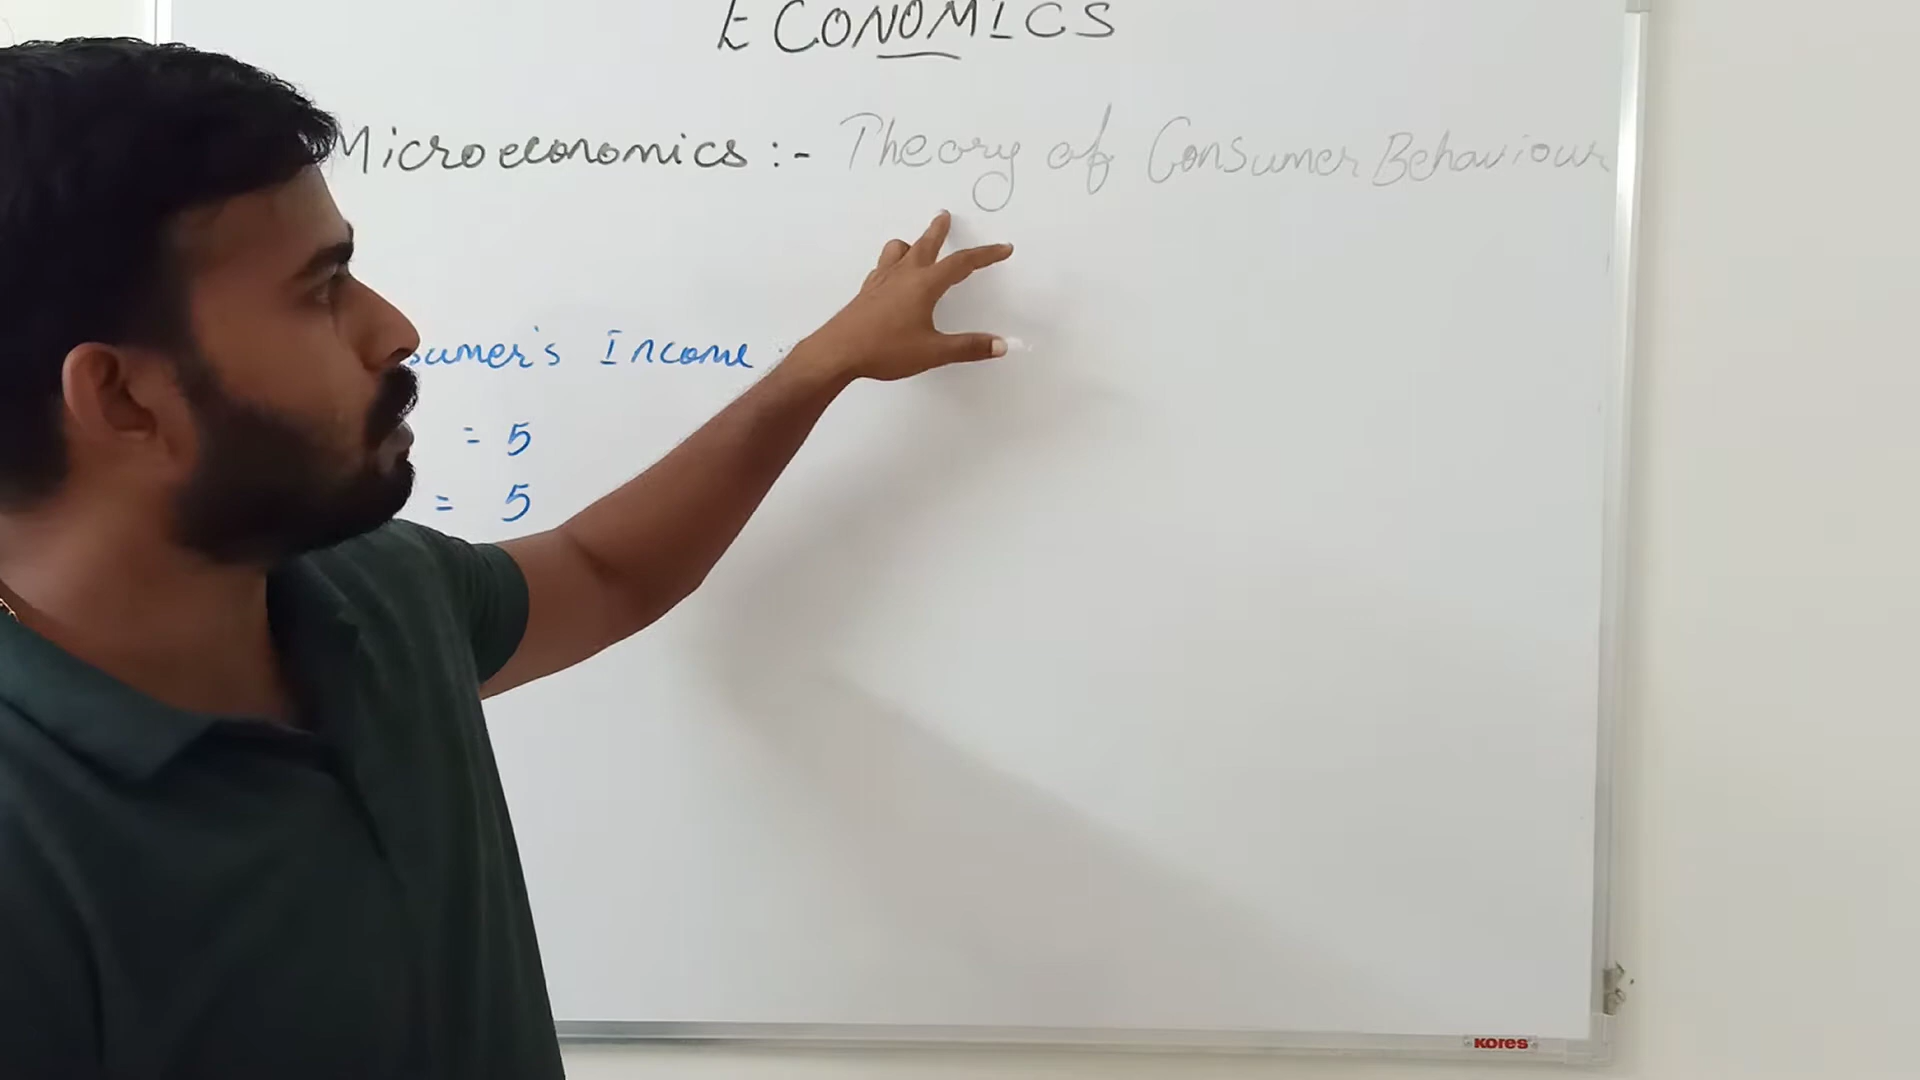 ECONOMICS
Microeconomics :- Theory of Consumer Behaviour
sumer's Income
= 5
= 5
KORES